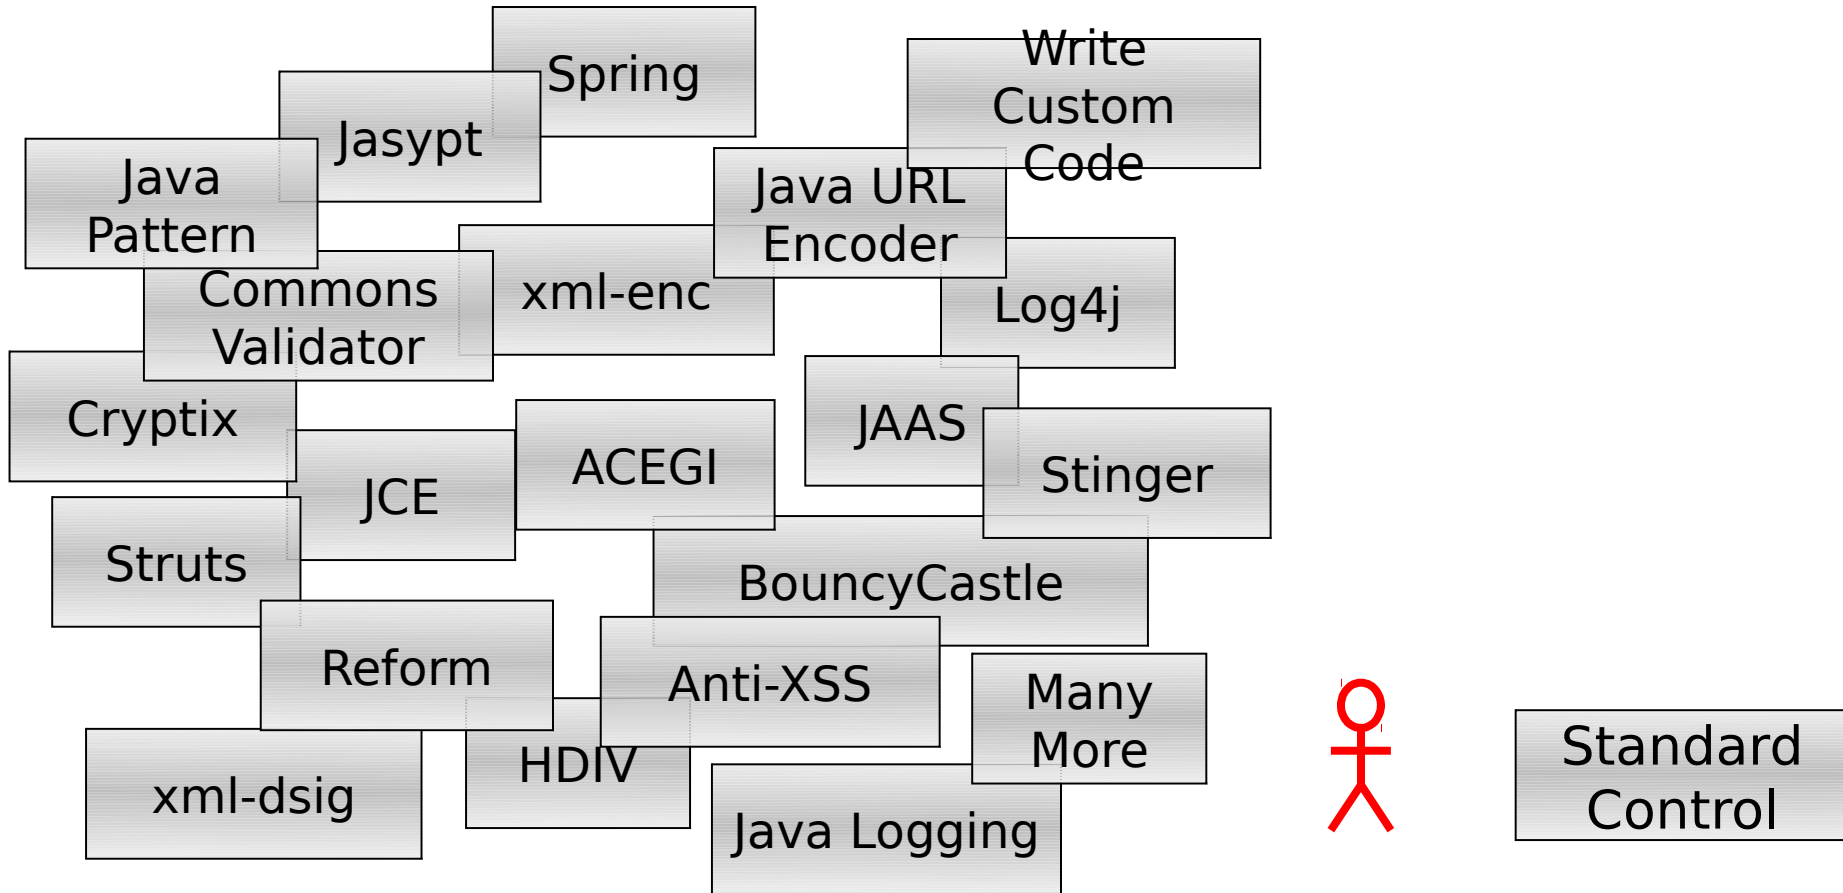 Spring
Write
Custom
Code
Jasypt
Java
Pattern
Java URL
Encoder
Commons
Validator
xml-enc
Log4j
Cryptix
JAAS
ACEGI
Stinger
JCE
Struts
BouncyCastle
Reform
Anti-XSS
Many
More
HDIV
xml-dsig
Java Logging
Standard
Control